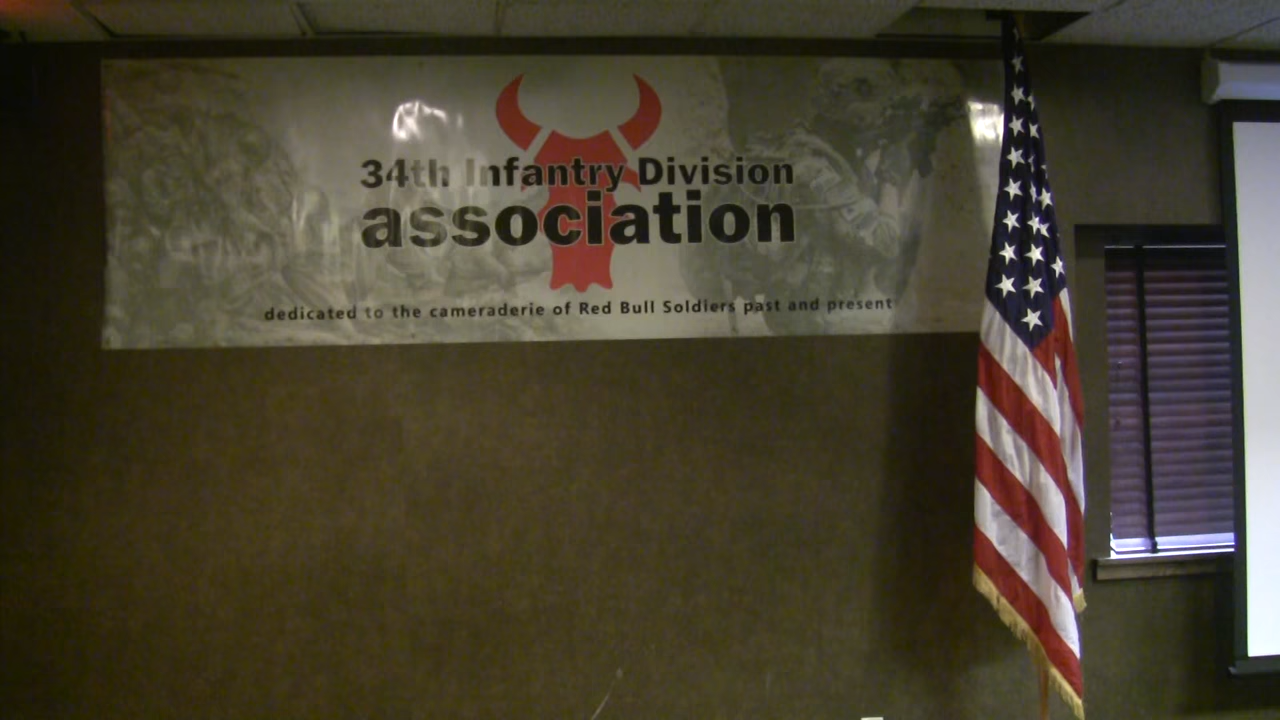 34th Infantry Division
association
dedicated to the cameraderie of Red Bull Soldiers past and present